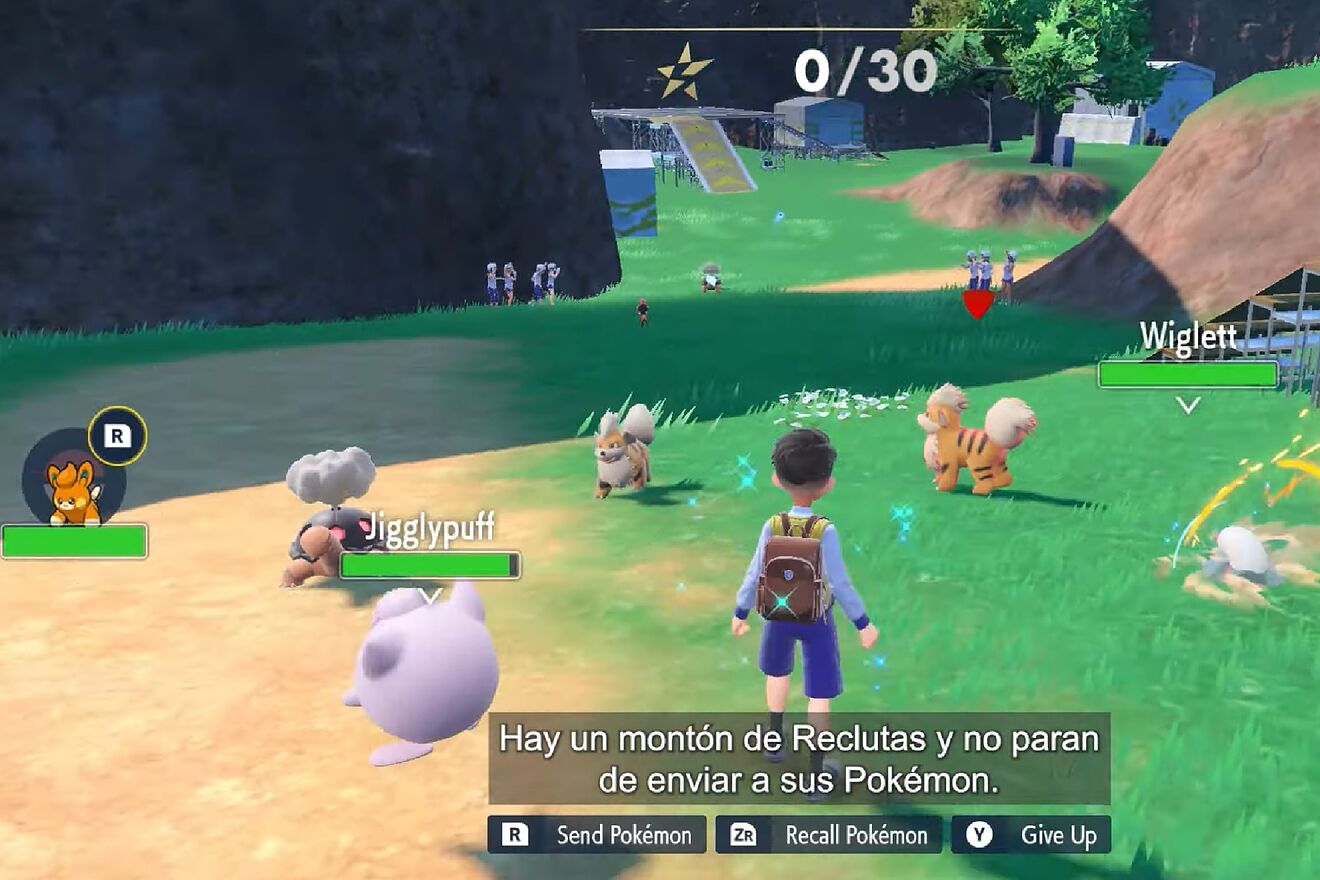 0/30
Wiglett
R
Jigglypuff
Hay un montón de Reclutas y no paran
de enviar a sus Pokémon.
R Send Pokémon ZR Recall Pokémon Y Give Up